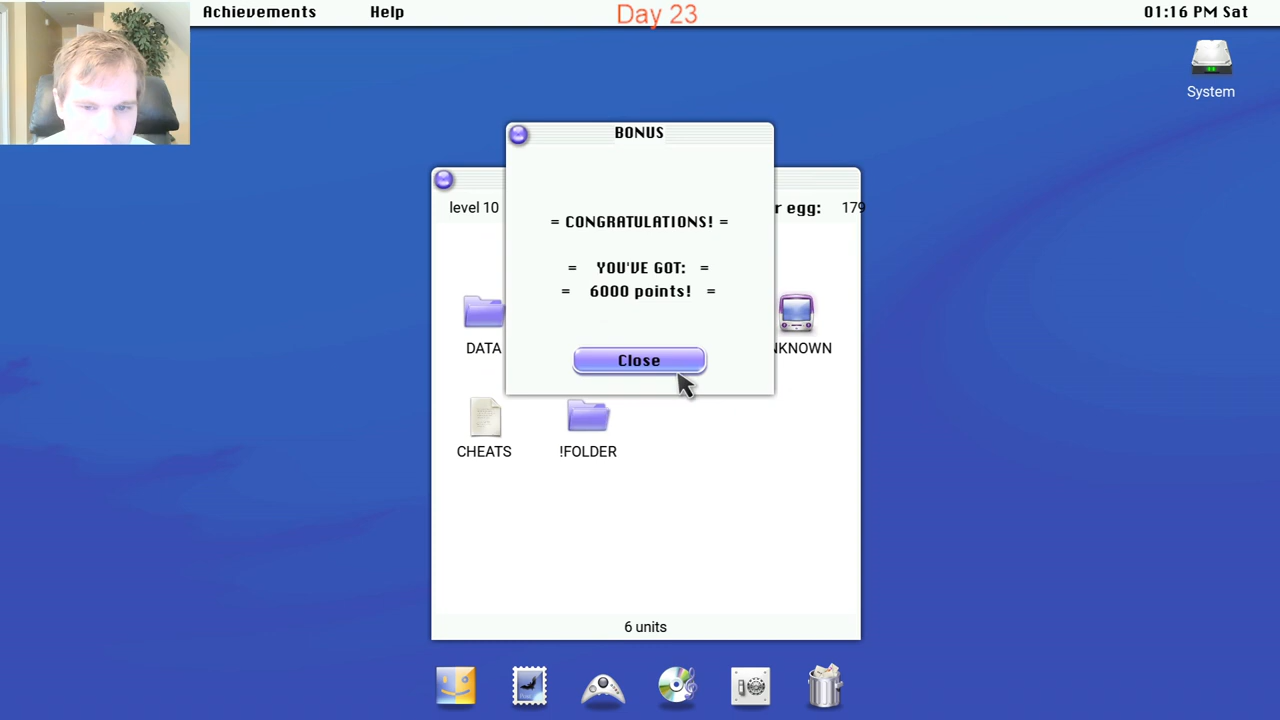 Achievements Help Day 23 01:16 PM Sat
System
BONUS
level 10 r egg: 179
= CONGRATULATIONS! =
= YOU'VE GOT: =
= 6000 points! =
DATA NKNOWN
Close
CHEATS !FOLDER
6 units